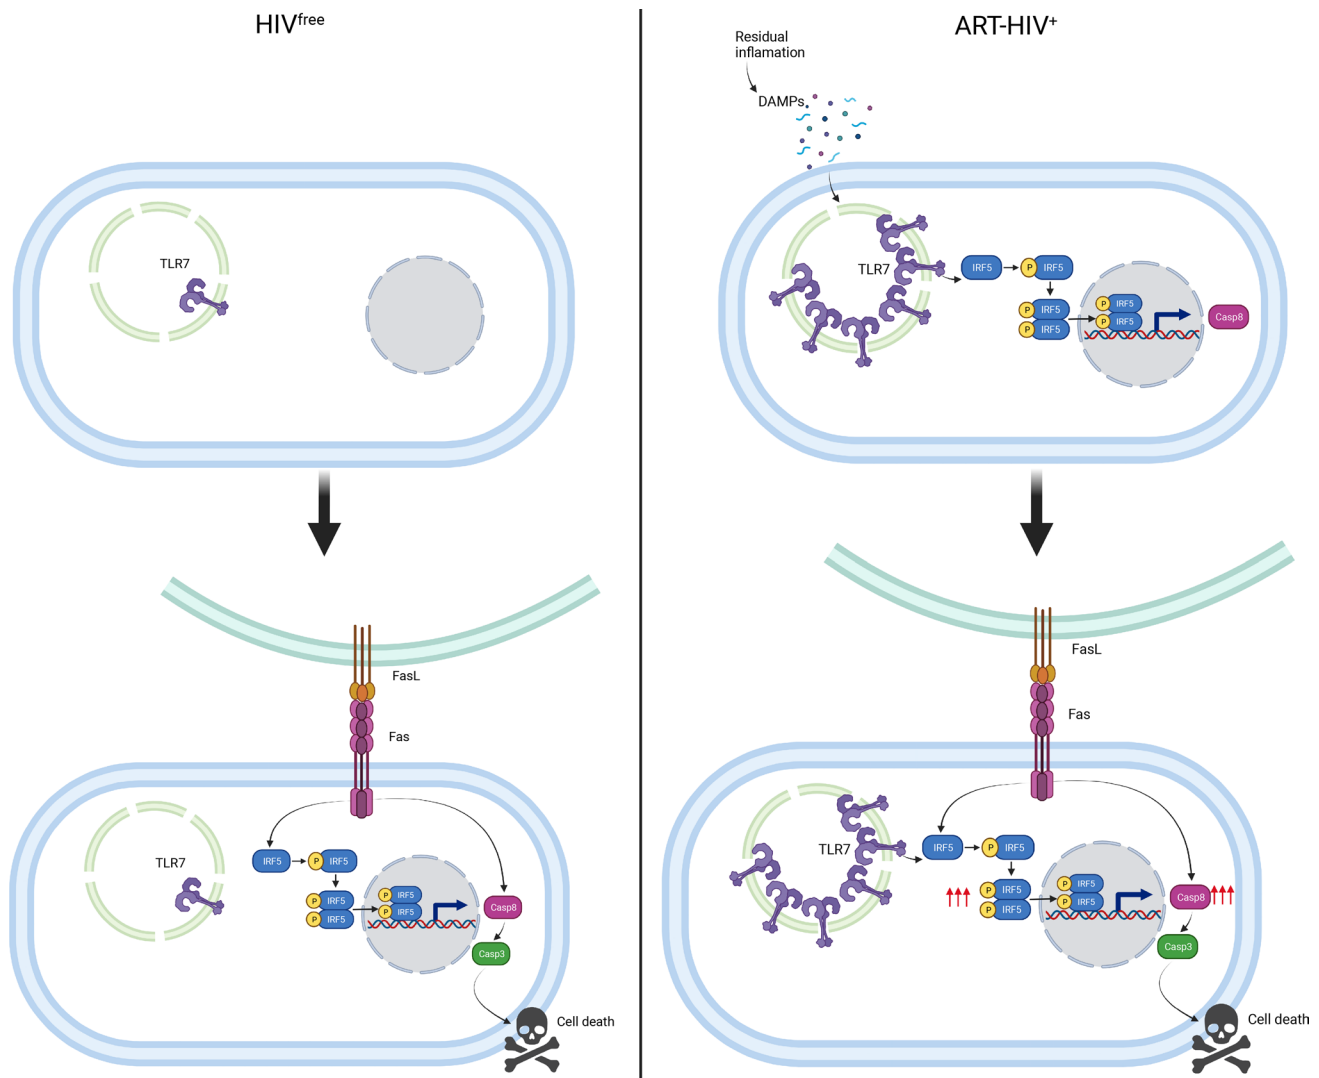 HIVfree
TLR7
FasL
Fas
TLR7
IRF5
P
IRF5
P
IRF5
P
IRF5
P
IRF5
P
IRF5
Casp8
Casp3
Cell death
ART-HIV+
Residual
inflamation
DAMPs
TLR7
IRF5
P
IRF5
P
IRF5
P
IRF5
P
IRF5
P
IRF5
Casp8
FasL
Fas
TLR7
IRF5
P
IRF5
P
IRF5
P
IRF5
P
IRF5
P
IRF5
Casp8
Casp3
Cell death